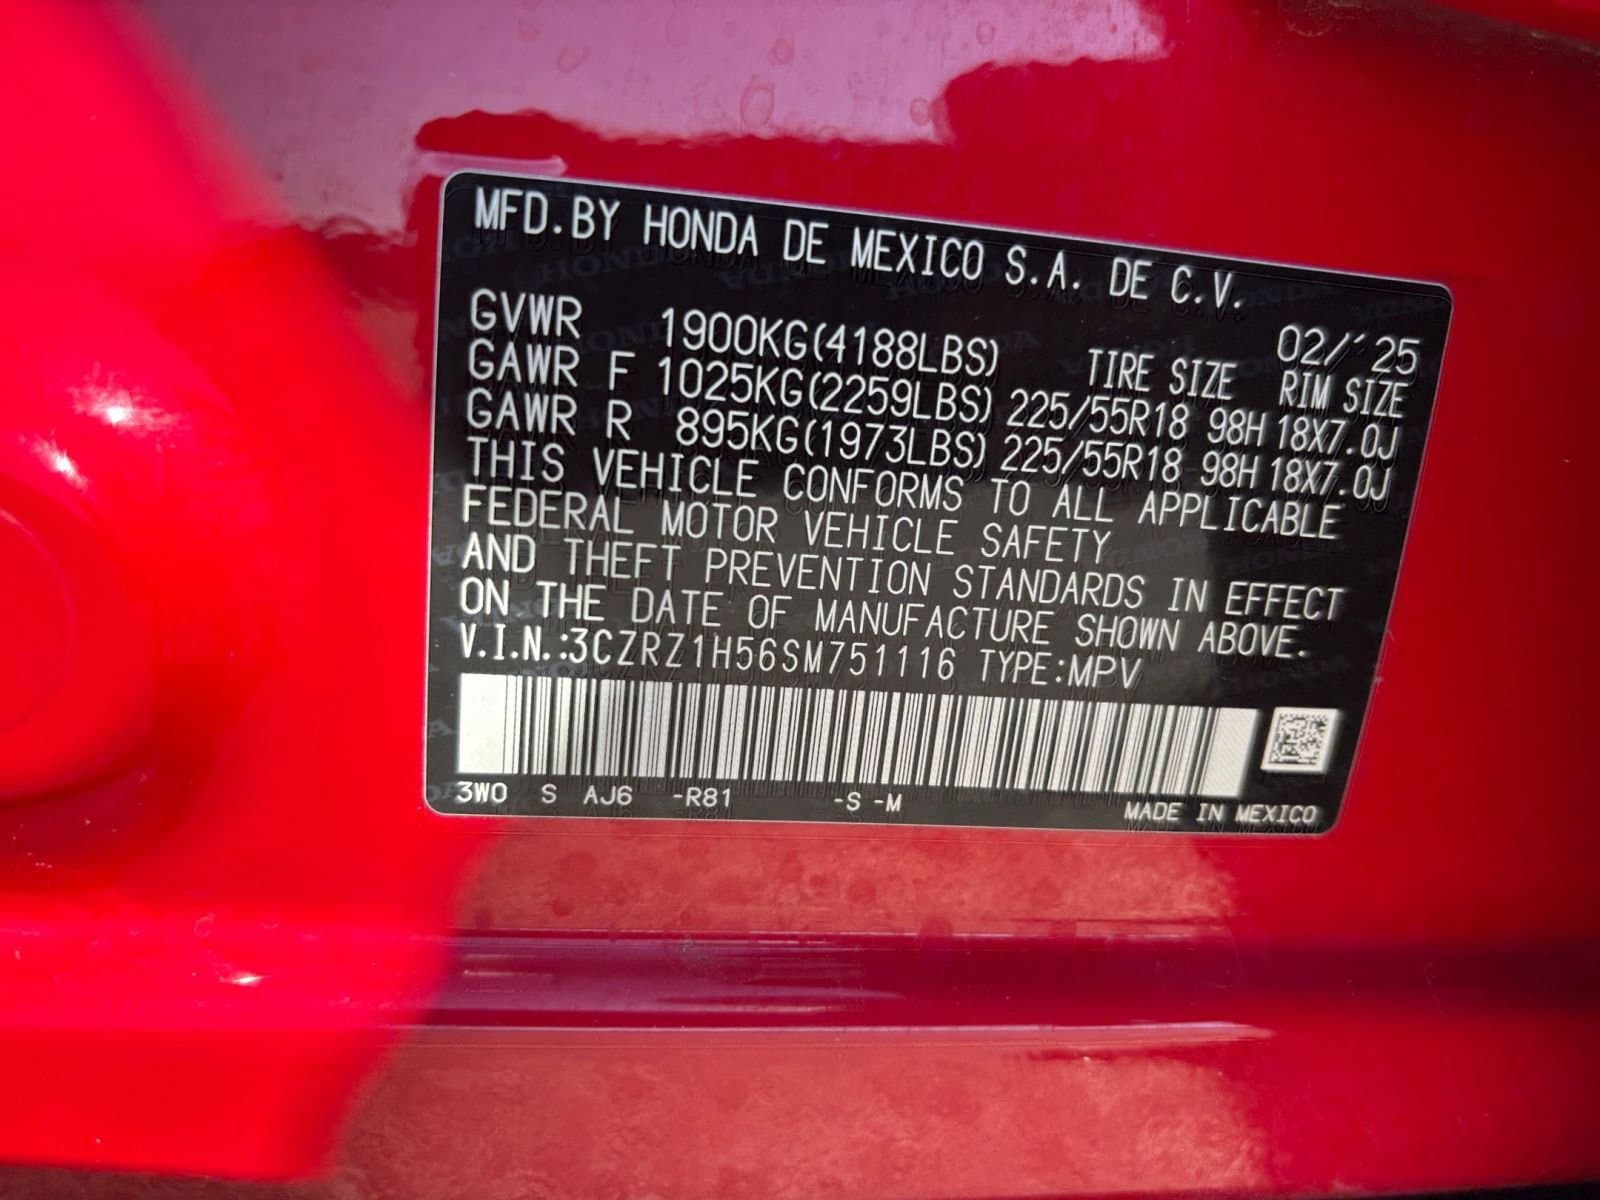 MFD.BY HONDA DE MEXICO S.A. DE C.V.
02/'25
GVWR 1900KG(4188LBS) TIRE SIZE RIM SIZE
GAWR F 1025KG(2259LBS) 225/55R18 98H 18X7.0J
GAWR R 895KG(1973LBS) 225/55R18 98H 18X7.0J
THIS VEHICLE CONFORMS TO ALL APPLICABLE
FEDERAL MOTOR VEHICLE SAFETY
AND THEFT PREVENTION STANDARDS IN EFFECT
ON THE DATE OF MANUFACTURE SHOWN ABOVE.
V.I.N.:3CZRZ1H56SM751116 TYPE:MPV
3W0 S AJ6 -R81 -S -M MADE IN MEXICO